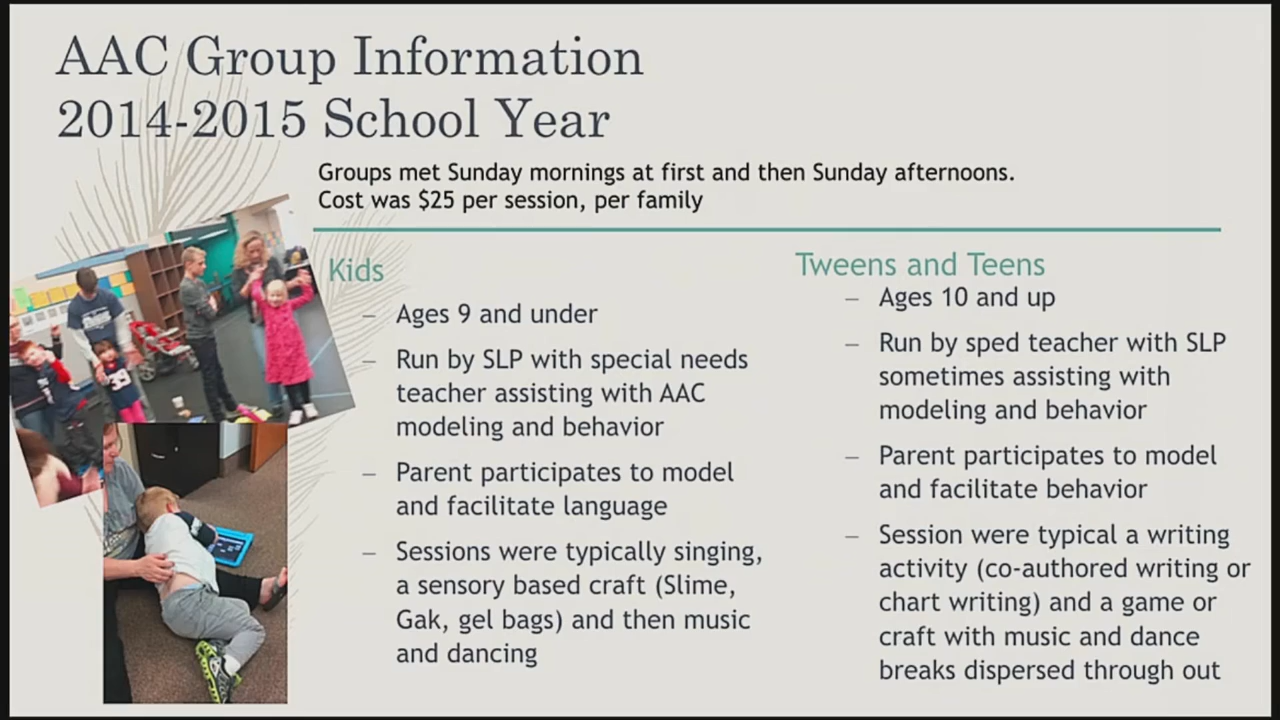 AAC Group Information
2014-2015 School Year
Groups met Sunday mornings at first and then Sunday afternoons.
Cost was $25 per session, per family
Kids
– Ages 9 and under
– Run by SLP with special needs
teacher assisting with AAC
modeling and behavior
– Parent participates to model
and facilitate language
– Sessions were typically singing,
a sensory based craft (Slime,
Gak, gel bags) and then music
and dancing
Tweens and Teens
– Ages 10 and up
– Run by sped teacher with SLP
sometimes assisting with
modeling and behavior
– Parent participates to model
and facilitate behavior
– Session were typical a writing
activity (co-authored writing or
chart writing) and a game or
craft with music and dance
breaks dispersed through out